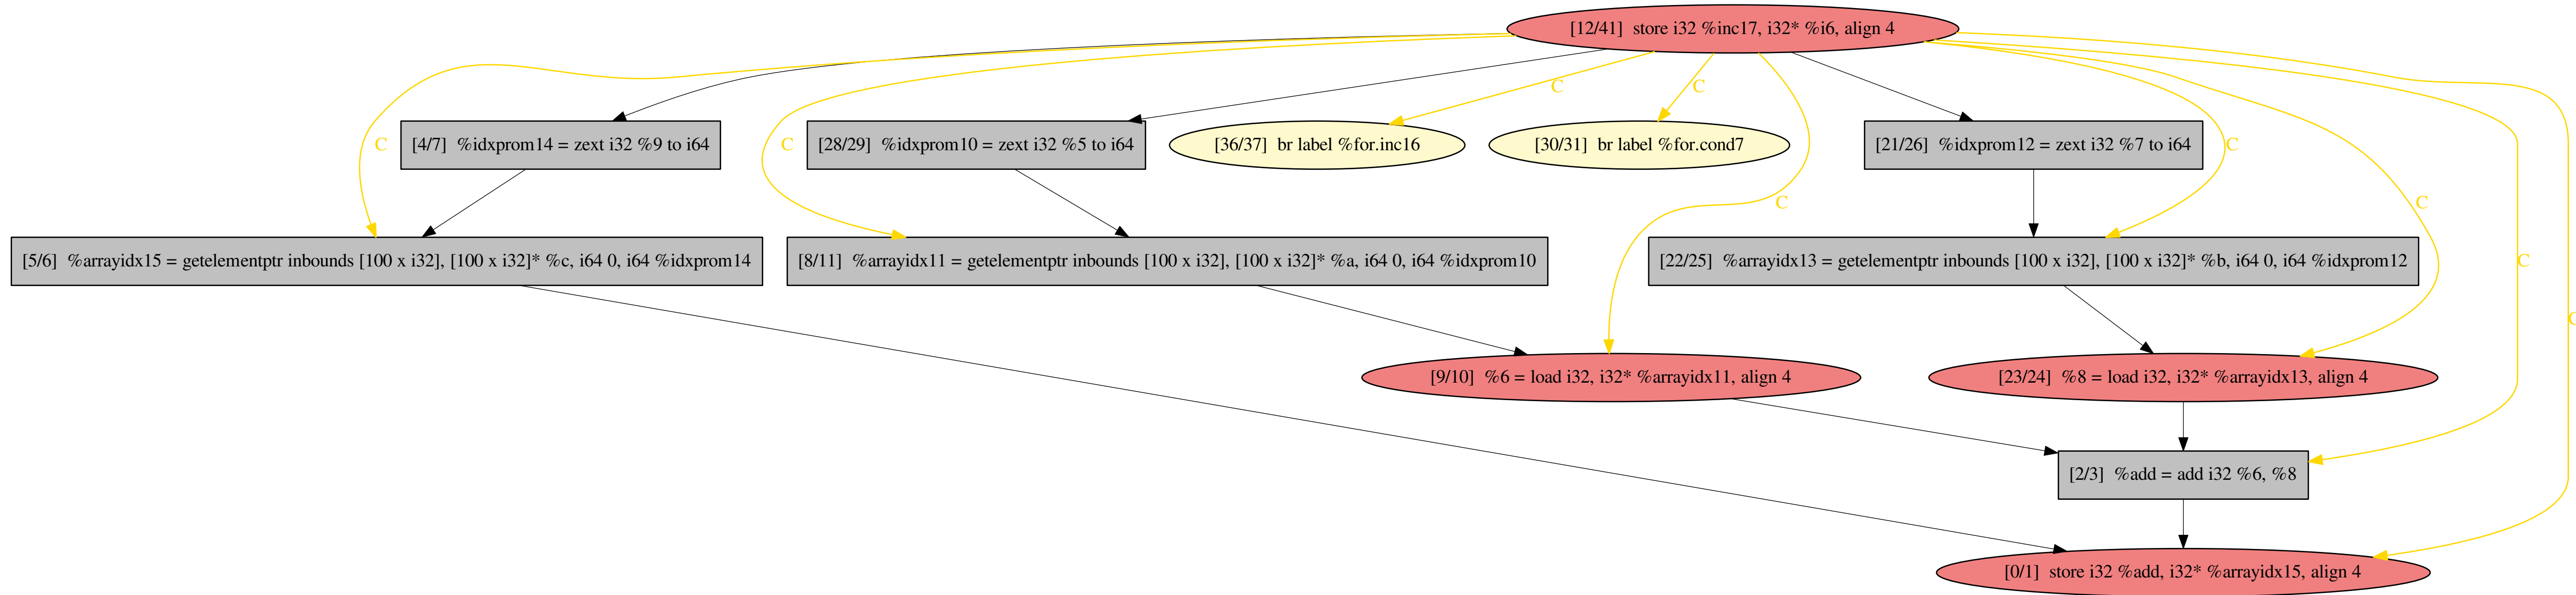 [12/41]  store i32 %inc17, i32* %i6, align 4
C
C
[4/7]  %idxprom14 = zext i32 %9 to i64
[28/29]  %idxprom10 = zext i32 %5 to i64
[36/37]  br label %for.inc16
[30/31]  br label %for.cond7
[21/26]  %idxprom12 = zext i32 %7 to i64
C
C
C
C
C
[5/6]  %arrayidx15 = getelementptr inbounds [100 x i32], [100 x i32]* %c, i64 0, i64 %idxprom14
[8/11]  %arrayidx11 = getelementptr inbounds [100 x i32], [100 x i32]* %a, i64 0, i64 %idxprom10
[22/25]  %arrayidx13 = getelementptr inbounds [100 x i32], [100 x i32]* %b, i64 0, i64 %idxprom12
C
C
[9/10]  %6 = load i32, i32* %arrayidx11, align 4
[23/24]  %8 = load i32, i32* %arrayidx13, align 4
[2/3]  %add = add i32 %6, %8
[0/1]  store i32 %add, i32* %arrayidx15, align 4